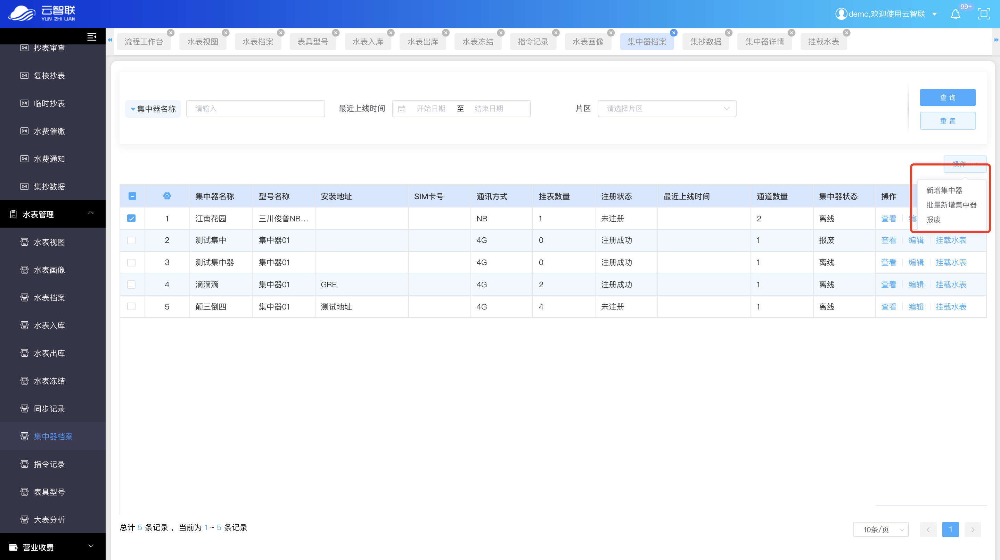 云智联
YUN ZHI LIAN
demo,欢迎使用云智联
99+
流程工作台 水表视图 水表档案 表具型号 水表入库 水表出库 水表冻结 指令记录 水表画像 集中器档案 集抄数据 集中器详情 挂载水表
抄表审查
复核抄表
临时抄表
水费催缴
水费通知
集抄数据
水表管理
水表视图
水表画像
水表档案
水表入库
水表出库
水表冻结
同步记录
集中器档案
指令记录
表具型号
大表分析
营业收费
集中器名称 请输入 最近上线时间 开始日期 至 结束日期 片区 请选择片区
查 询
重 置
操作
新增集中器
批量新增集中器
报废
集中器名称 型号名称 安装地址 SIM卡号 通讯方式 挂表数量 注册状态 最近上线时间 通道数量 集中器状态 操作
1 江南花园 三川俊普NB... NB 1 未注册 2 离线 查看
2 测试集中 集中器01 4G 0 注册成功 1 报废 查看 编辑 挂载水表
3 测试集中器 集中器01 4G 0 注册成功 1 离线 查看 编辑 挂载水表
4 滴滴滴 集中器01 GRE 4G 2 注册成功 1 离线 查看 编辑 挂载水表
5 颠三倒四 集中器01 测试地址 4G 4 未注册 1 离线 查看 编辑 挂载水表
总计 5 条记录 ，当前为 1 ~ 5 条记录
10条/页 1